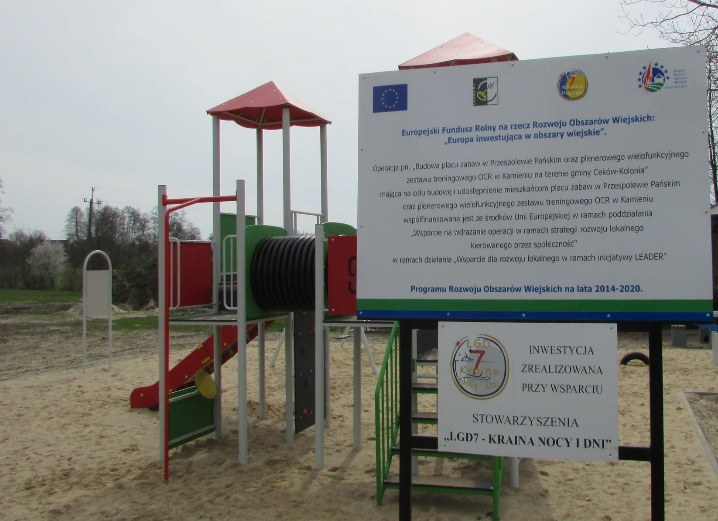 Europejski Fundusz Rolny na rzecz Rozwoju Obszarów Wiejskich:
„Europa inwestująca w obszary wiejskie".
Operacja pn. „Budowa placu zabaw w Przespolewie Pańskim oraz plenerowego wielofunkcyjnego
zestawu treningowego OCR w Kamieniu na terenie gminy Ceków-Kolonia"
mająca na celu budowę i udostępnienie mieszkańcom placu zabaw w Przespolewie Pańskim
oraz plenerowego wielofunkcyjnego zestawu treningowego OCR w Kamieniu
współfinansowana jest ze środków Unii Europejskiej w ramach poddziałania
„Wsparcie na wdrażanie operacji w ramach strategii rozwoju lokalnego
kierowanego przez społeczność"
w ramach działania „Wsparcie dla rozwoju lokalnego w ramach inicjatywy LEADER"
Programu Rozwoju Obszarów Wiejskich na lata 2014-2020.
LGD
7
Kraina
Nocy i Dni
INWESTYCJA
ZREALIZOWANA
PRZY WSPARCIU
STOWARZYSZENIA
„LGD7 - KRAINA NOCY I DNI"